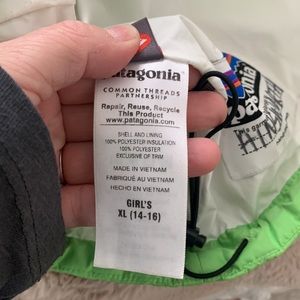 Patagonia
COMMON THREADS
PARTNERSHIP
Repair, Reuse, Recycle
This Product
www.patagonia.com
SHELL AND LINING
100% POLYESTER INSULATION
100% POLYESTER
EXCLUSIVE OF TRIM
MADE IN VIETNAM
FABRIQUÉ AU VIETNAM
HECHO EN VIETNAM
GIRL'S
XL (14-16)